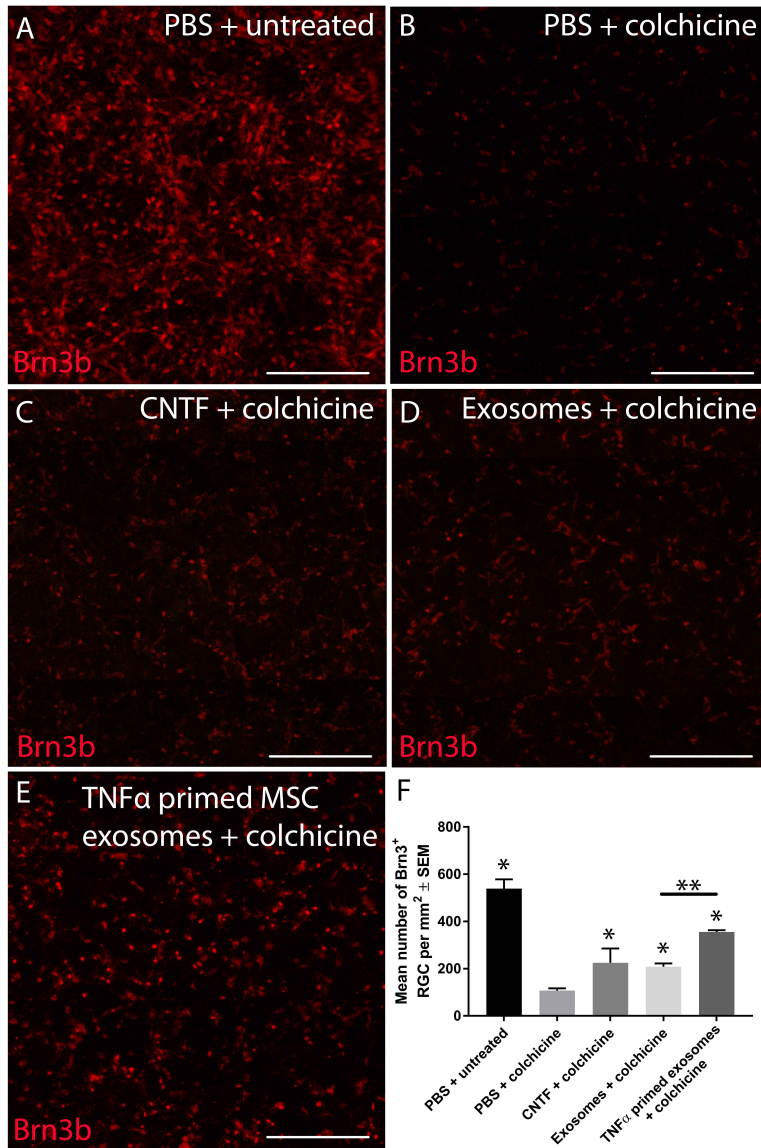 A PBS + untreated
Brn3b
B PBS + colchicine
Brn3b
C CNTF + colchicine
Brn3b
D Exosomes + colchicine
Brn3b
E TNFα primed MSC
exosomes + colchicine
Brn3b
F
Mean number of Brn3+
RGC per mm2 ± SEM
800
600
400
200
0
*
*
*
**
*
PBS + untreated
PBS + colchicine
CNTF + colchicine
Exosomes + colchicine
TNFα primed exosomes
+ colchicine